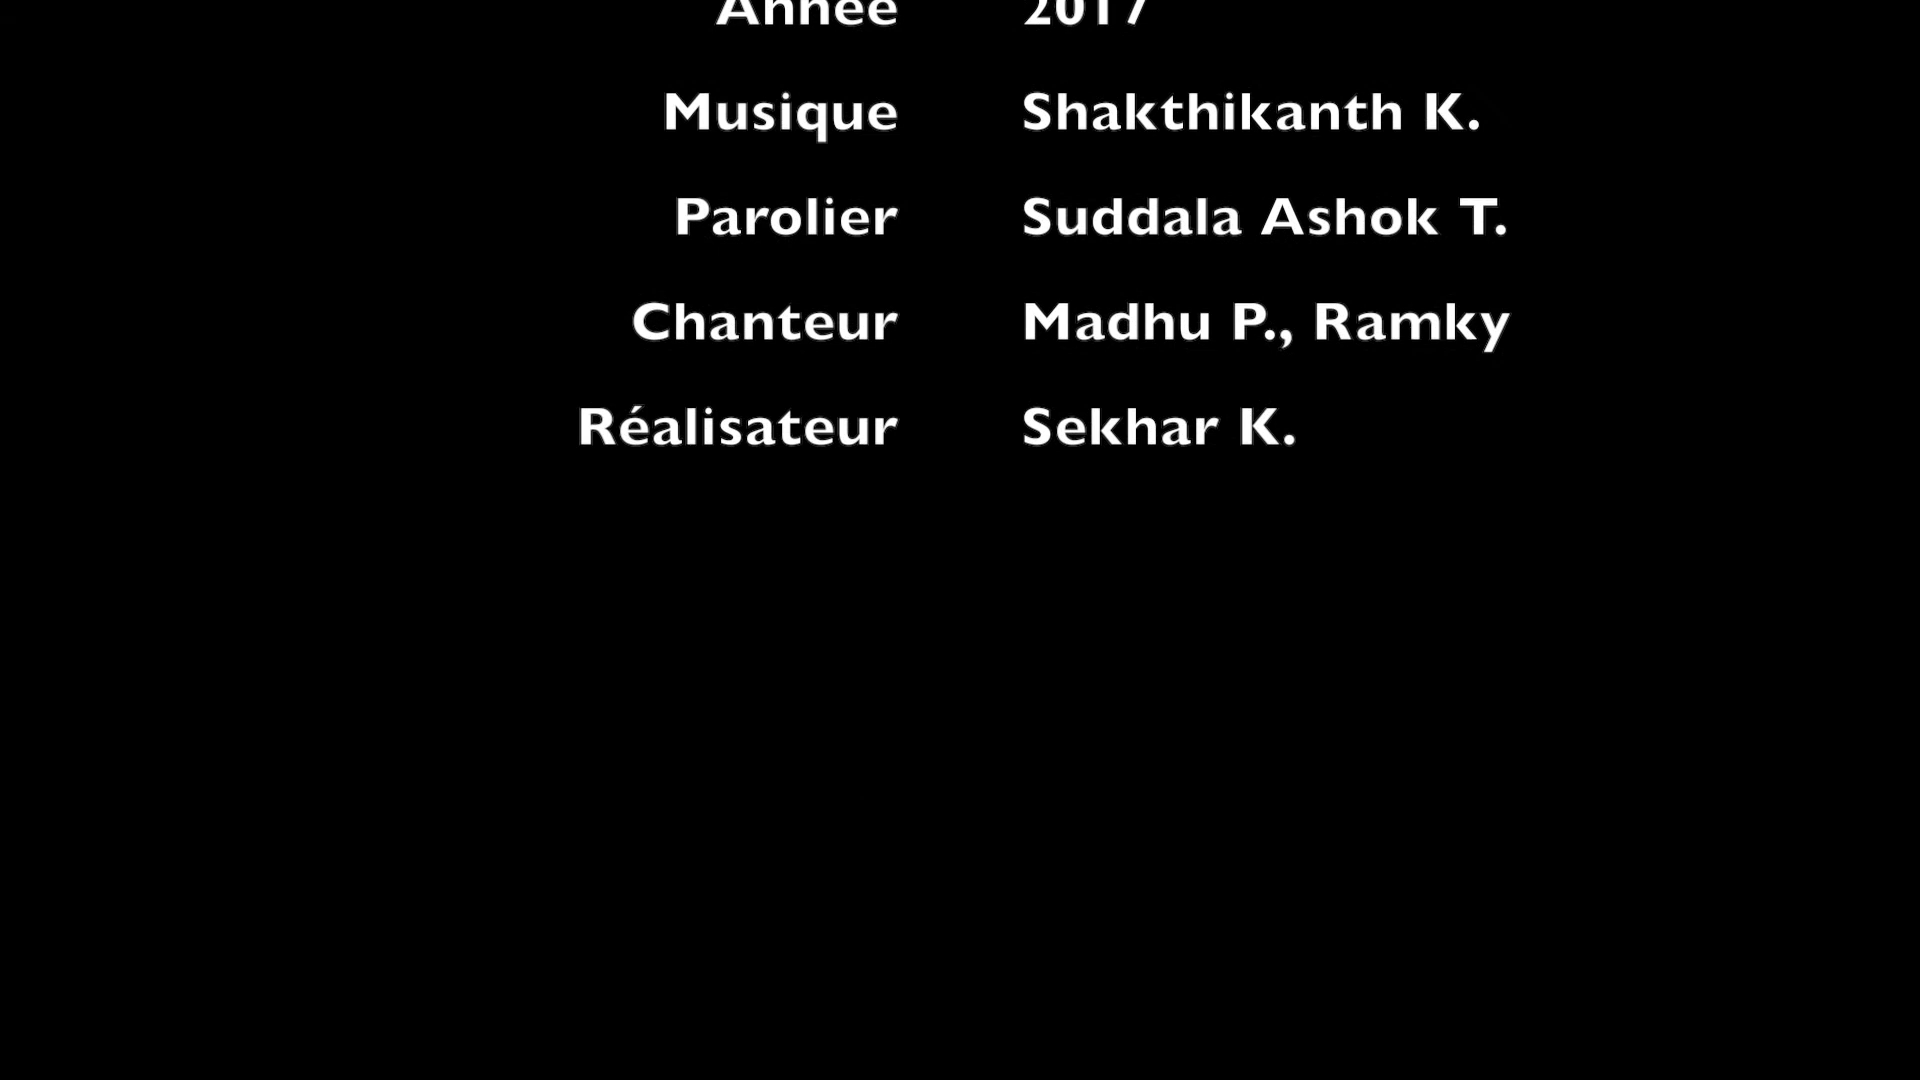 Année 2017
Musique Shakthikanth K.
Parolier Suddala Ashok T.
Chanteur Madhu P., Ramky
Réalisateur Sekhar K.